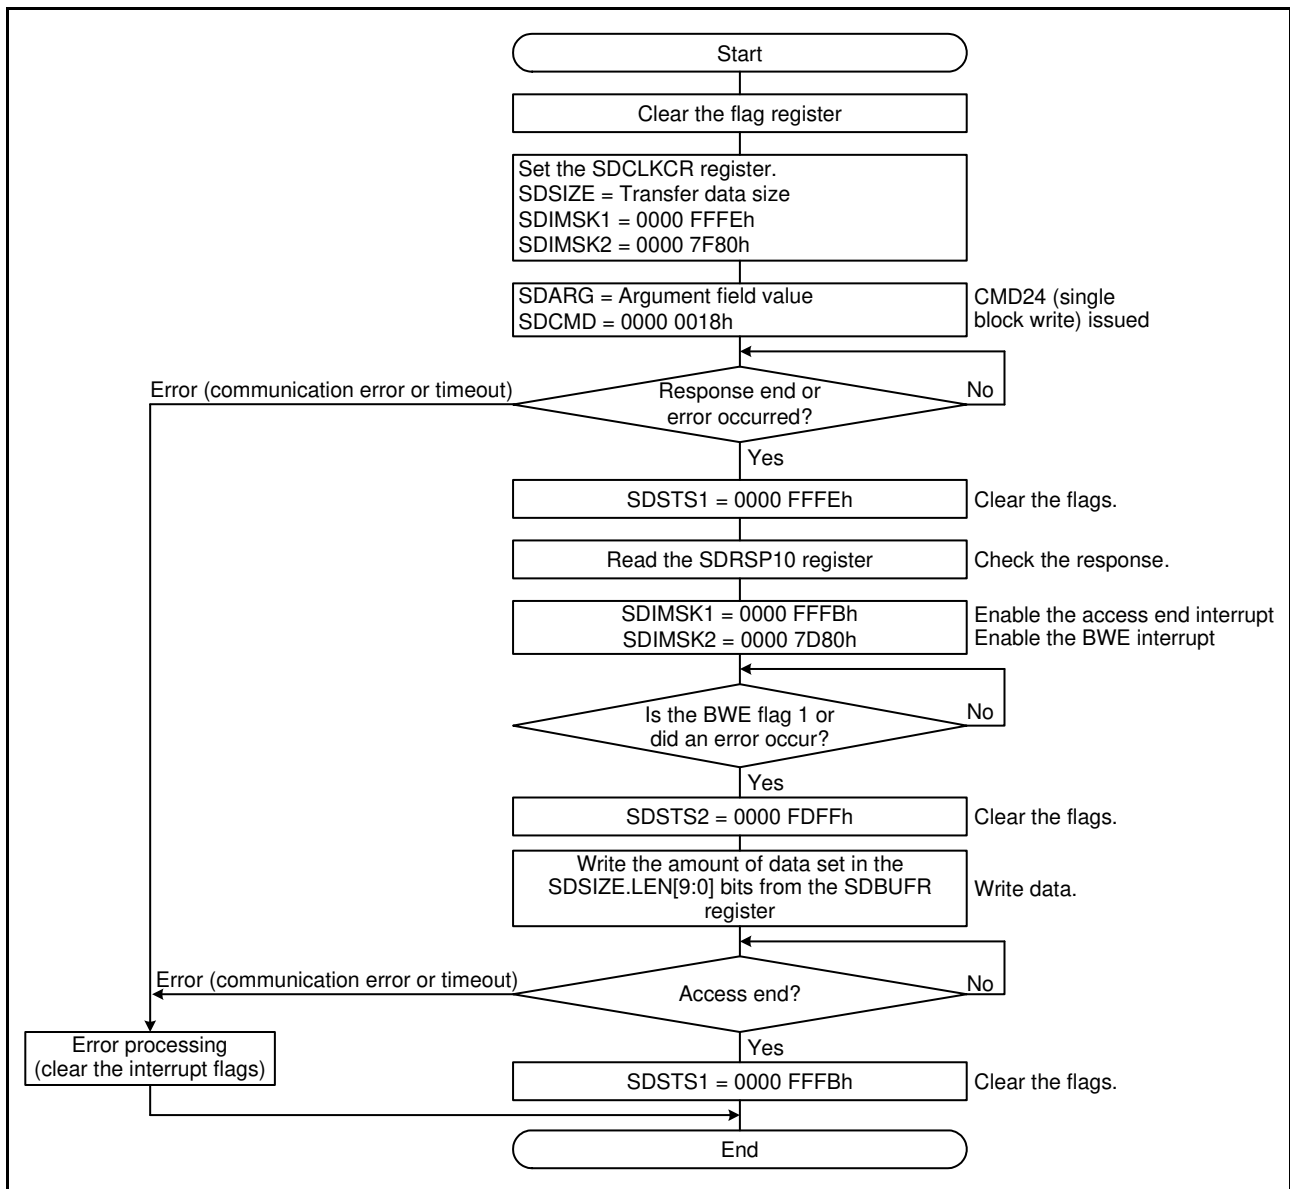 Start
Clear the flag register
Set the SDCLKCR register.
SDSIZE = Transfer data size
SDIMSK1 = 0000 FFFEh
SDIMSK2 = 0000 7F80h
SDARG = Argument field value
SDCMD = 0000 0018h
CMD24 (single
block write) issued
Error (communication error or timeout)
Response end or
error occurred?
No
Yes
SDSTS1 = 0000 FFFEh
Clear the flags.
Read the SDRSP10 register
Check the response.
SDIMSK1 = 0000 FFFBh
SDIMSK2 = 0000 7D80h
Enable the access end interrupt
Enable the BWE interrupt
Is the BWE flag 1 or
did an error occur?
No
Yes
SDSTS2 = 0000 FDFFh
Clear the flags.
Write the amount of data set in the
SDSIZE.LEN[9:0] bits from the SDBUFR
register
Write data.
Error (communication error or timeout)
Access end?
No
Yes
Error processing
(clear the interrupt flags)
SDSTS1 = 0000 FFFBh
Clear the flags.
End